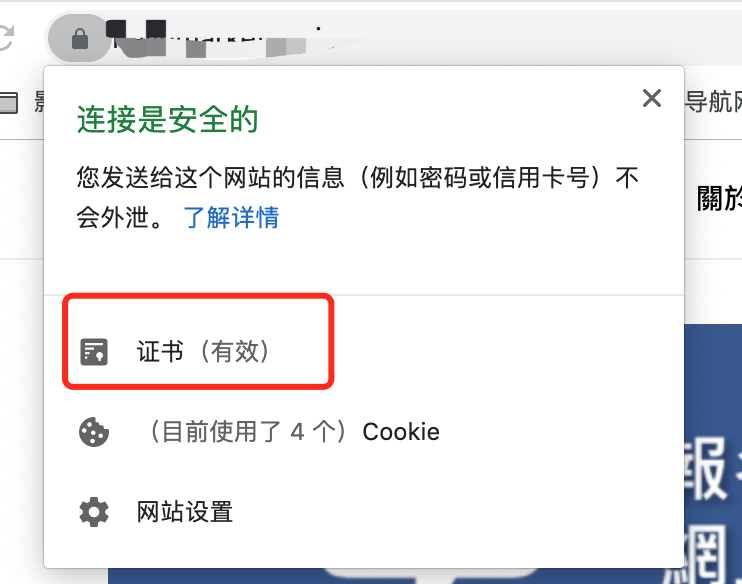 影
导航网
连接是安全的
您发送给这个网站的信息（例如密码或信用卡号）不
会外泄。 了解详情
關於
证书（有效）
（目前使用了 4 个）Cookie
网站设置
報名
網上